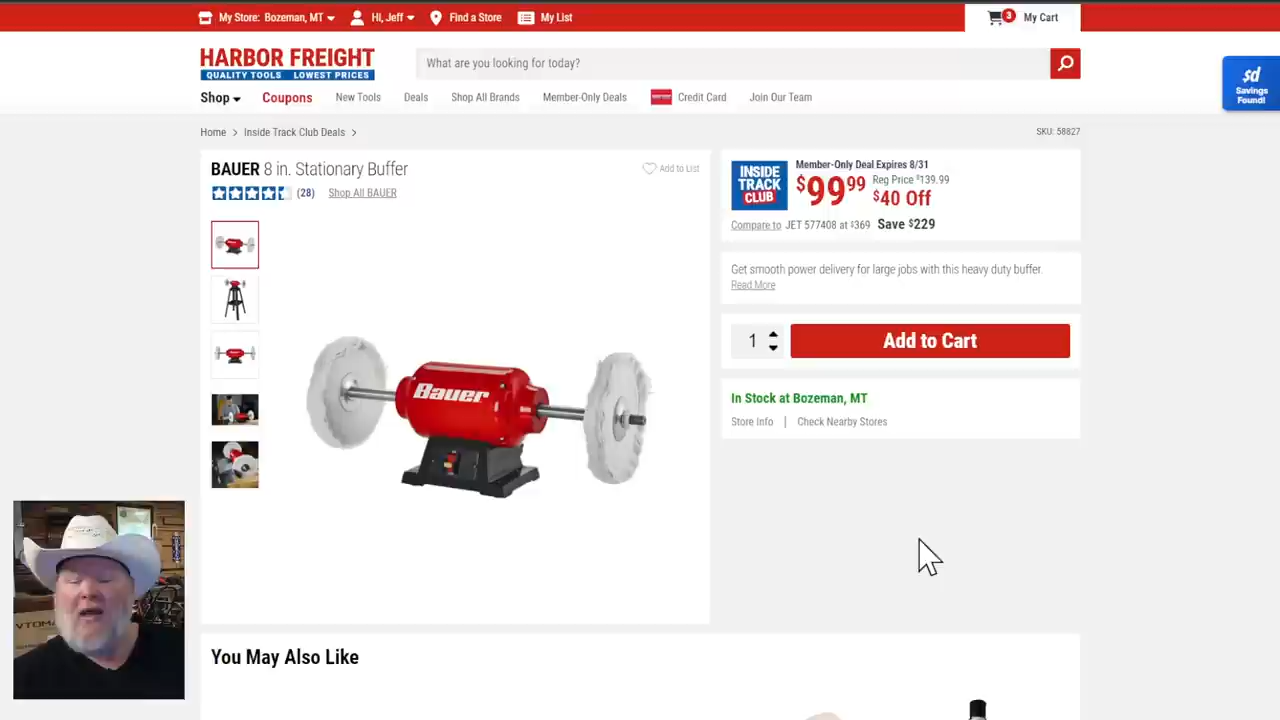 My Store: Bozeman, MT
Hi, Jeff
Find a Store
My List
3
My Cart
HARBOR FREIGHT
QUALITY TOOLS LOWEST PRICES
What are you looking for today?
sd
Savings
Found!
Shop
Coupons
New Tools
Deals
Shop All Brands
Member-Only Deals
Credit Card
Join Our Team
Home > Inside Track Club Deals >
SKU: 58827
BAUER 8 in. Stationary Buffer
Add to List
(28)
Shop All BAUER
Bauer
INSIDE
TRACK
CLUB
Member-Only Deal Expires 8/31
$99.99
Reg Price $139.99
$40 Off
Compare to JET 577408 at $369 Save $229
Get smooth power delivery for large jobs with this heavy duty buffer.
Read More
1
Add to Cart
In Stock at Bozeman, MT
Store Info | Check Nearby Stores
You May Also Like